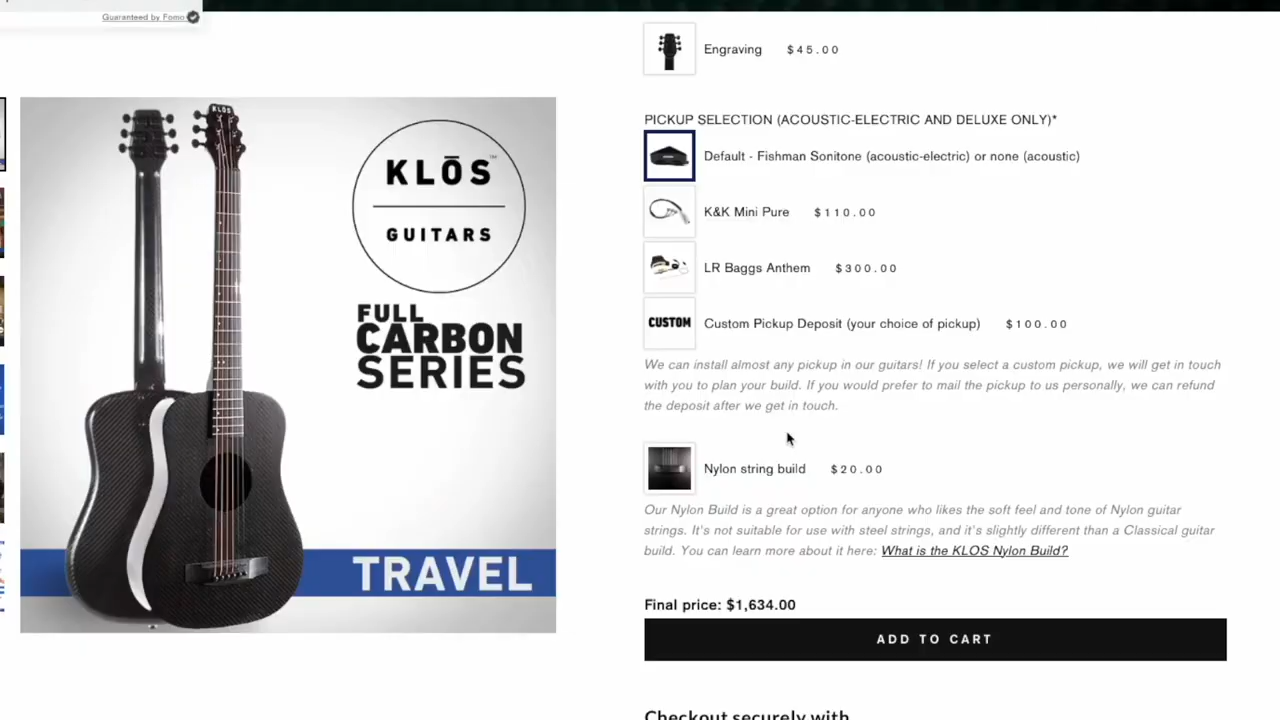 Guaranteed by Fomo
Engraving $45.00
PICKUP SELECTION (ACOUSTIC-ELECTRIC AND DELUXE ONLY)*
Default - Fishman Sonitone (acoustic-electric) or none (acoustic)
K&K Mini Pure $110.00
LR Baggs Anthem $300.00
CUSTOM Custom Pickup Deposit (your choice of pickup) $100.00
We can install almost any pickup in our guitars! If you select a custom pickup, we will get in touch
with you to plan your build. If you would prefer to mail the pickup to us personally, we can refund
the deposit after we get in touch.
Nylon string build $20.00
Our Nylon Build is a great option for anyone who likes the soft feel and tone of Nylon guitar
strings. It's not suitable for use with steel strings, and it's slightly different than a Classical guitar
build. You can learn more about it here: What is the KLOS Nylon Build?
Final price: $1,634.00
ADD TO CART
Checkout securely with
KLŌS
KLŌS™
GUITARS
FULL
CARBON
SERIES
TRAVEL